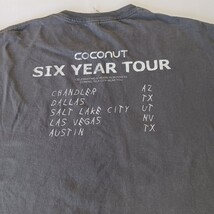 COCONUT
SIX YEAR TOUR
CHANDLER AZ
DALLAS TX
SALT LAKE CITY UT
LAS VEGAS NV
AUSTIN TX